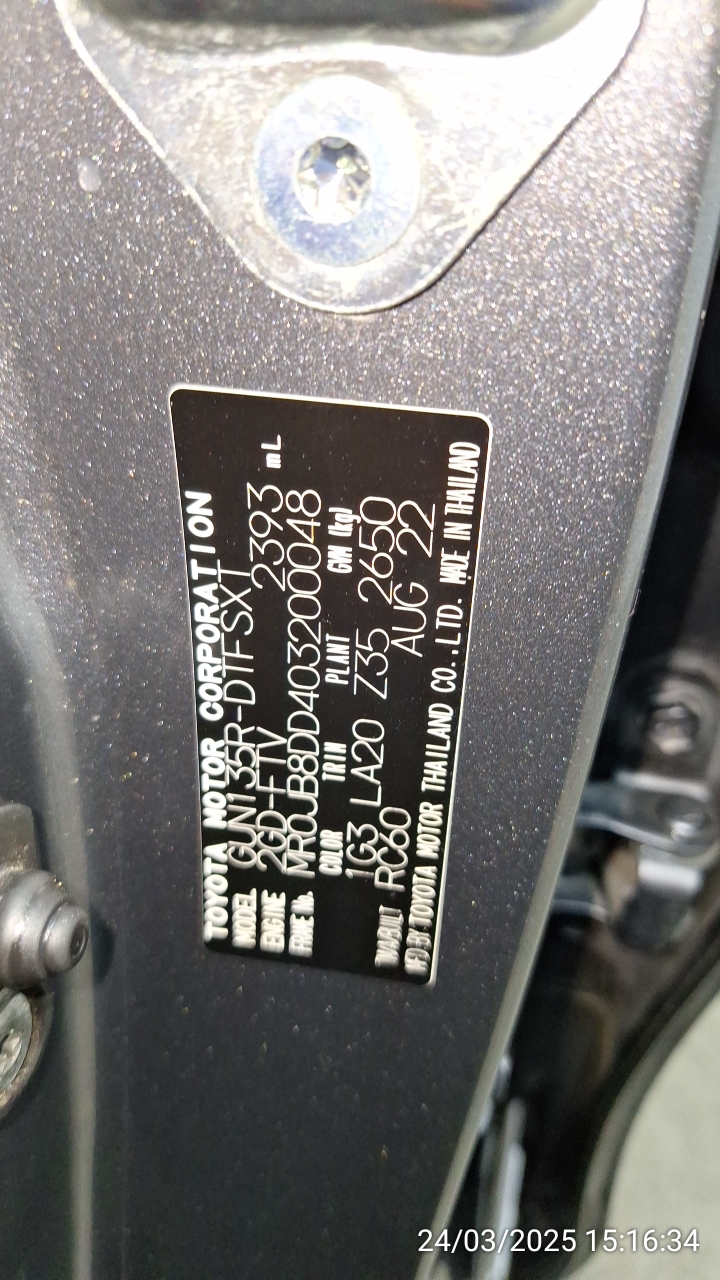 TOYOTA MOTOR CORPORATION
MODEL GUN135R-DTFSXT
ENGINE 2GD-FTV 2393 mL
FRAME No. MR0JB8DD403200048
COLOR TRIM PLANT GVM (kg)
1G3 LA20 Z35 2650
RC60 AUG 22
MFD BY TOYOTA MOTOR THAILAND CO.,LTD. MADE IN THAILAND
24/03/2025 15:16:34